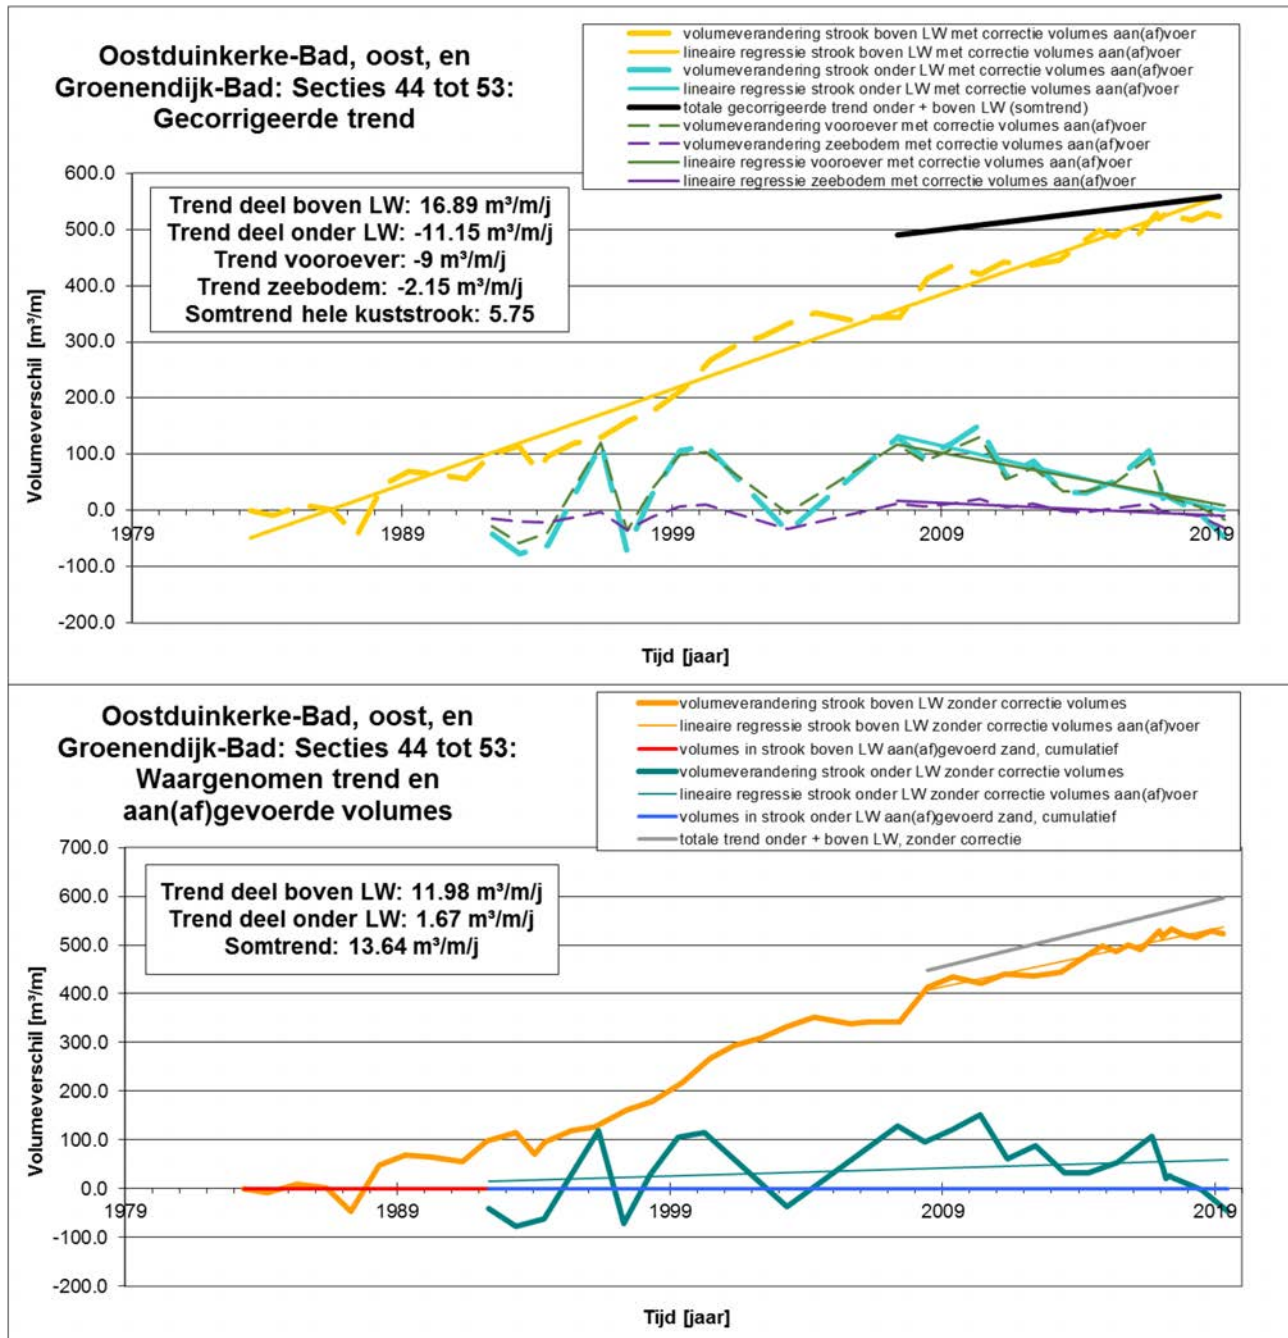 Oostduinkerke-Bad, oost, en
Groenendijk-Bad: Secties 44 tot 53:
Gecorrigeerde trend
volumeverandering strook boven LW met correctie volumes aan(af)voer
lineaire regressie strook boven LW met correctie volumes aan(af)voer
volumeverandering strook onder LW met correctie volumes aan(af)voer
lineaire regressie strook onder LW met correctie volumes aan(af)voer
totale gecorrigeerde trend onder + boven LW (somtrend)
volumeverandering vooroever met correctie volumes aan(af)voer
volumeverandering zeebodem met correctie volumes aan(af)voer
lineaire regressie vooroever met correctie volumes aan(af)voer
lineaire regressie zeebodem met correctie volumes aan(af)voer
Trend deel boven LW: 16.89 m³/m/j
Trend deel onder LW: -11.15 m³/m/j
Trend vooroever: -9 m³/m/j
Trend zeebodem: -2.15 m³/m/j
Somtrend hele kuststrook: 5.75
Volumeverschil [m³/m]
600.0
500.0
400.0
300.0
200.0
100.0
0.0
-100.0
-200.0
1979
1989
1999
2009
2019
Tijd [jaar]
Oostduinkerke-Bad, oost, en
Groenendijk-Bad: Secties 44 tot 53:
Waargenomen trend en
aan(af)gevoerde volumes
volumeverandering strook boven LW zonder correctie volumes
lineaire regressie strook boven LW zonder correctie volumes aan(af)voer
volumes in strook boven LW aan(af)gevoerd zand, cumulatief
volumeverandering strook onder LW zonder correctie volumes
lineaire regressie strook onder LW zonder correctie volumes aan(af)voer
volumes in strook onder LW aan(af)gevoerd zand, cumulatief
totale trend onder + boven LW, zonder correctie
Trend deel boven LW: 11.98 m³/m/j
Trend deel onder LW: 1.67 m³/m/j
Somtrend: 13.64 m³/m/j
Volumeverschil [m³/m]
700.0
600.0
500.0
400.0
300.0
200.0
100.0
0.0
-100.0
-200.0
1979
1989
1999
2009
2019
Tijd [jaar]